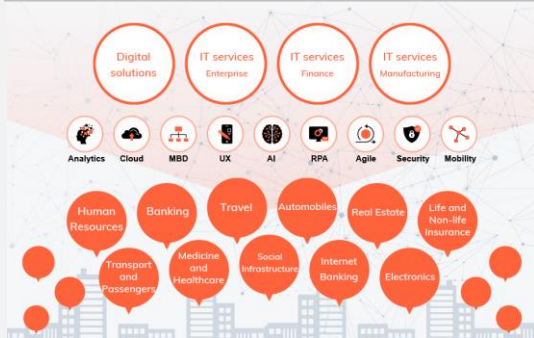 Digital
solutions
IT services
Enterprise
IT services
Finance
IT services
Manufacturing
Analytics
Cloud
MBD
UX
AI
RPA
Agile
Security
Mobility
Human
Resources
Banking
Travel
Automobiles
Real Estate
Life and
Non-life
Insurance
Transport
and
Passengers
Medicine
and
Healthcare
Social
Infrastructure
Internet
Banking
Electronics